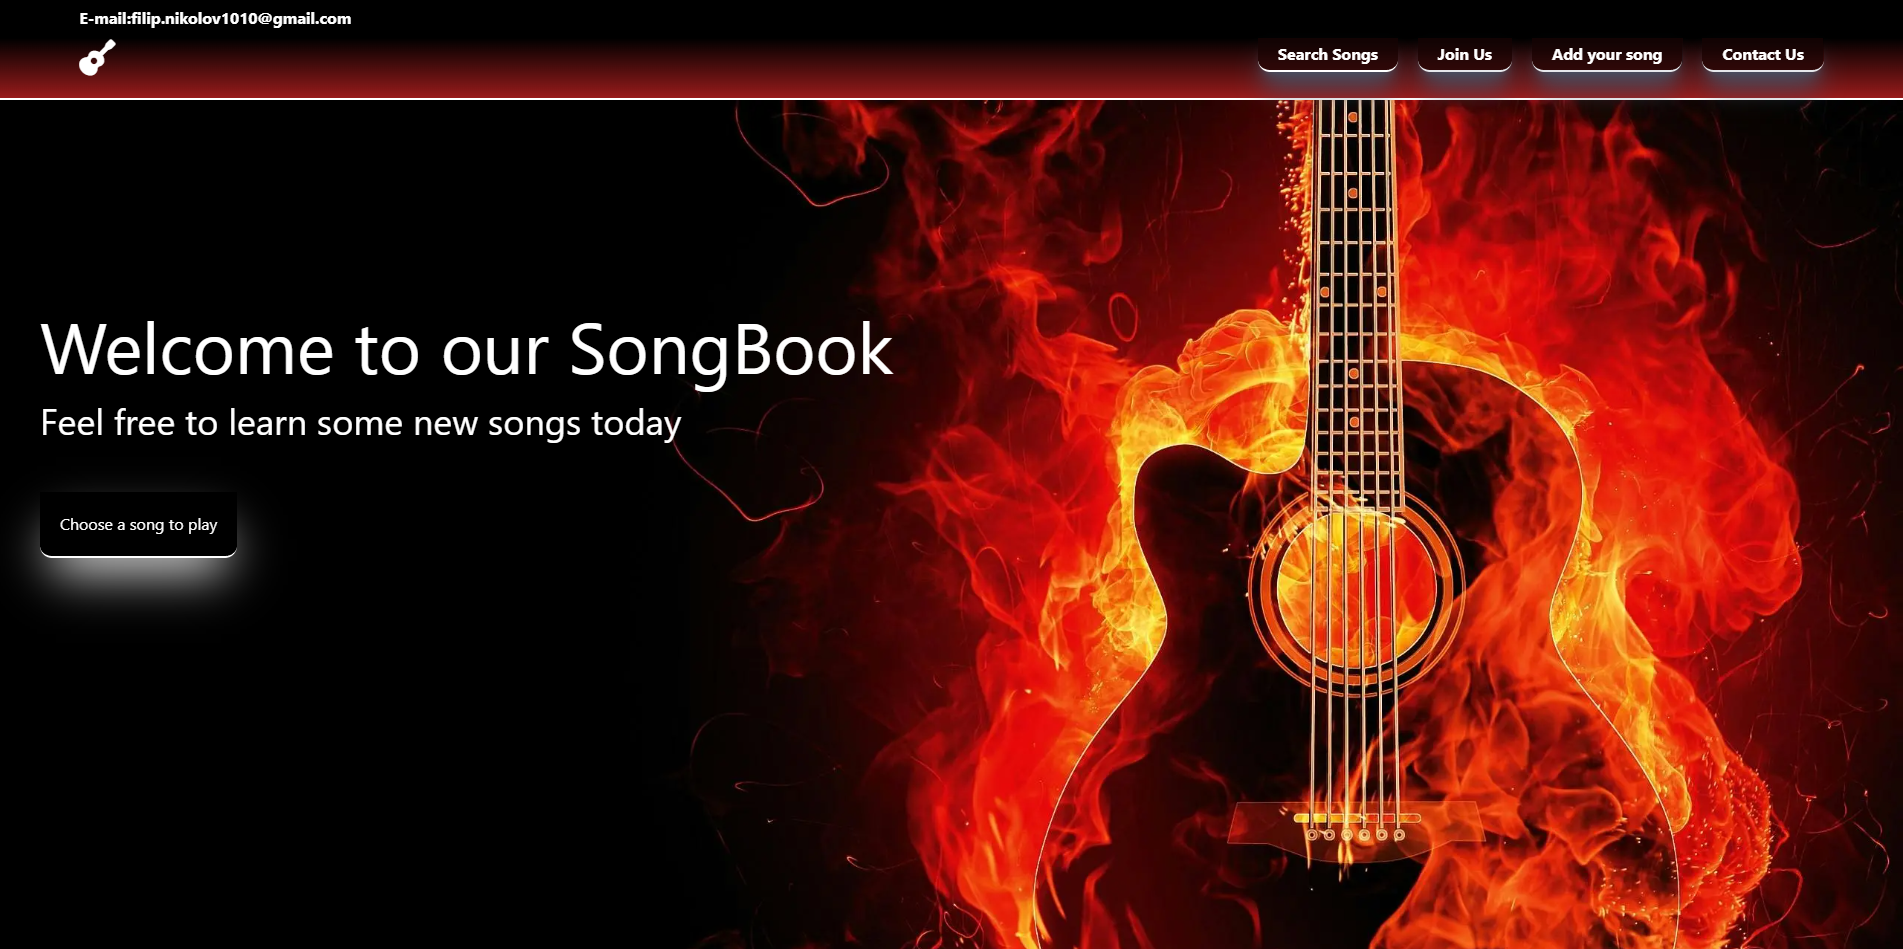 E-mail:filip.nikolov1010@gmail.com
Search Songs
Join Us
Add your song
Contact Us
Welcome to our SongBook
Feel free to learn some new songs today
Choose a song to play